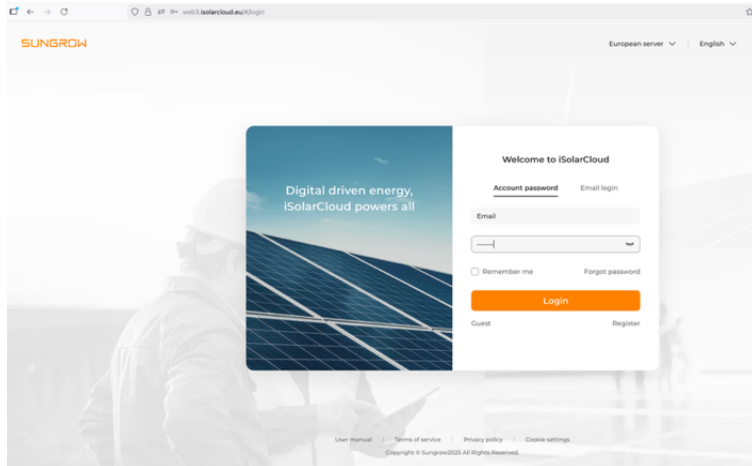 web3.isolarcloud.eu/#/login
SUNGROW
European server | English
Digital driven energy,
iSolarCloud powers all
Welcome to iSolarCloud
Account password Email login
Email
Remember me Forgot password
Login
Guest Register
User manual | Terms of service | Privacy policy | Cookie settings
Copyright © Sungrow2025 All Rights Reserved.